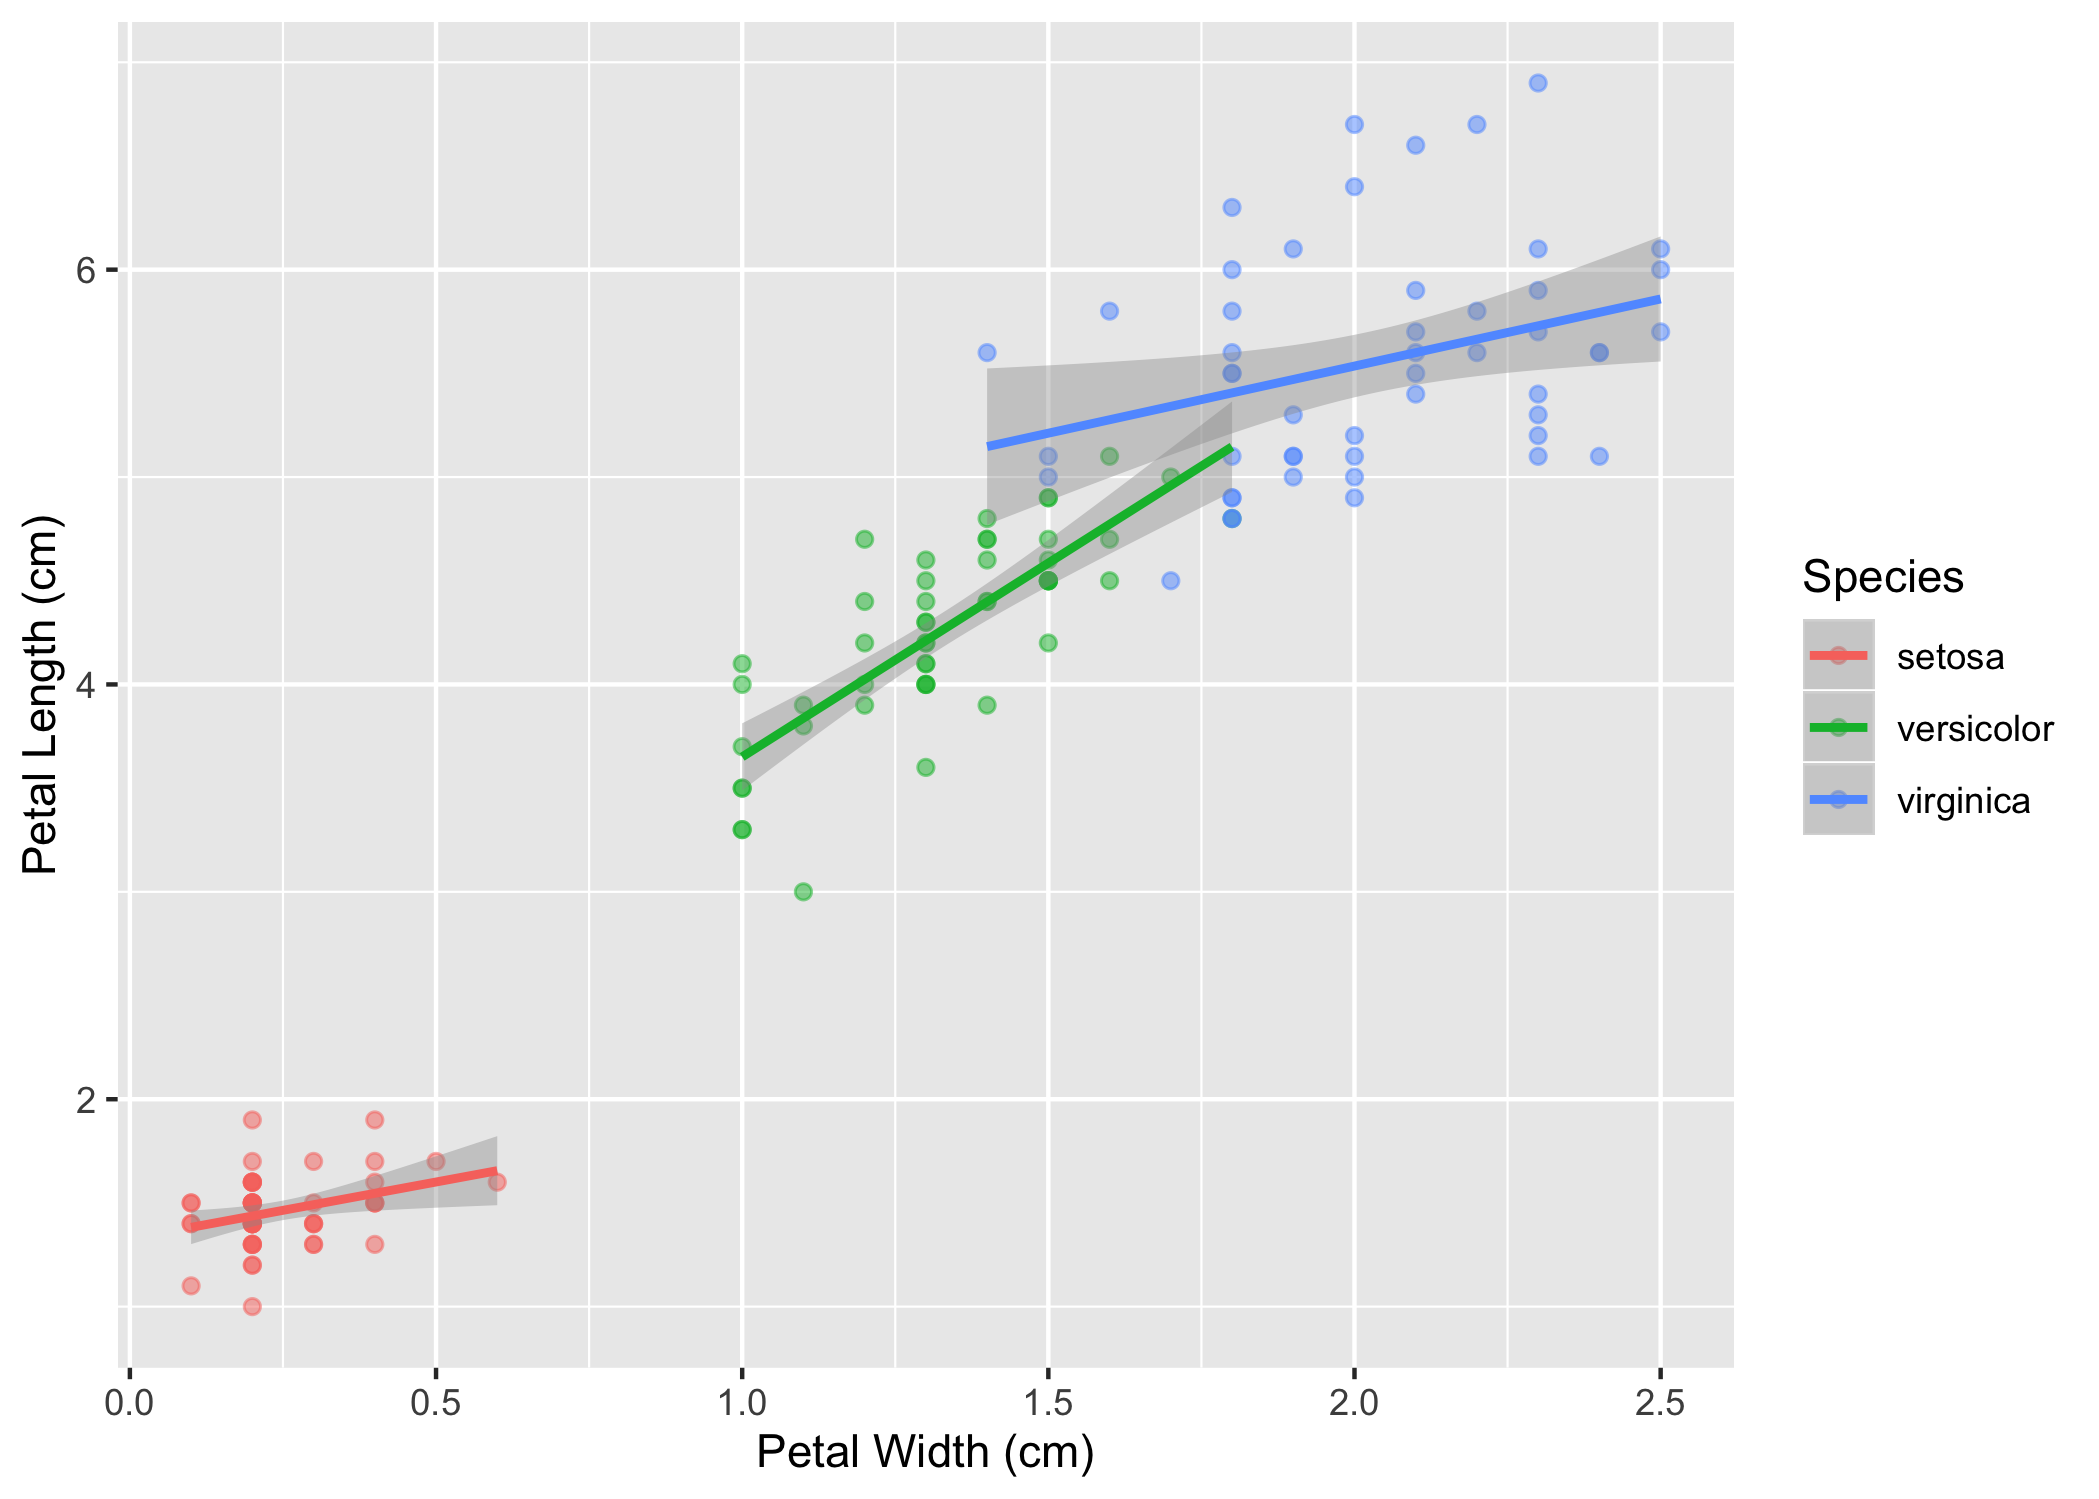 6
4
2
Petal Length (cm)
0.0 0.5 1.0 1.5 2.0 2.5
Petal Width (cm)
Species
setosa
versicolor
virginica